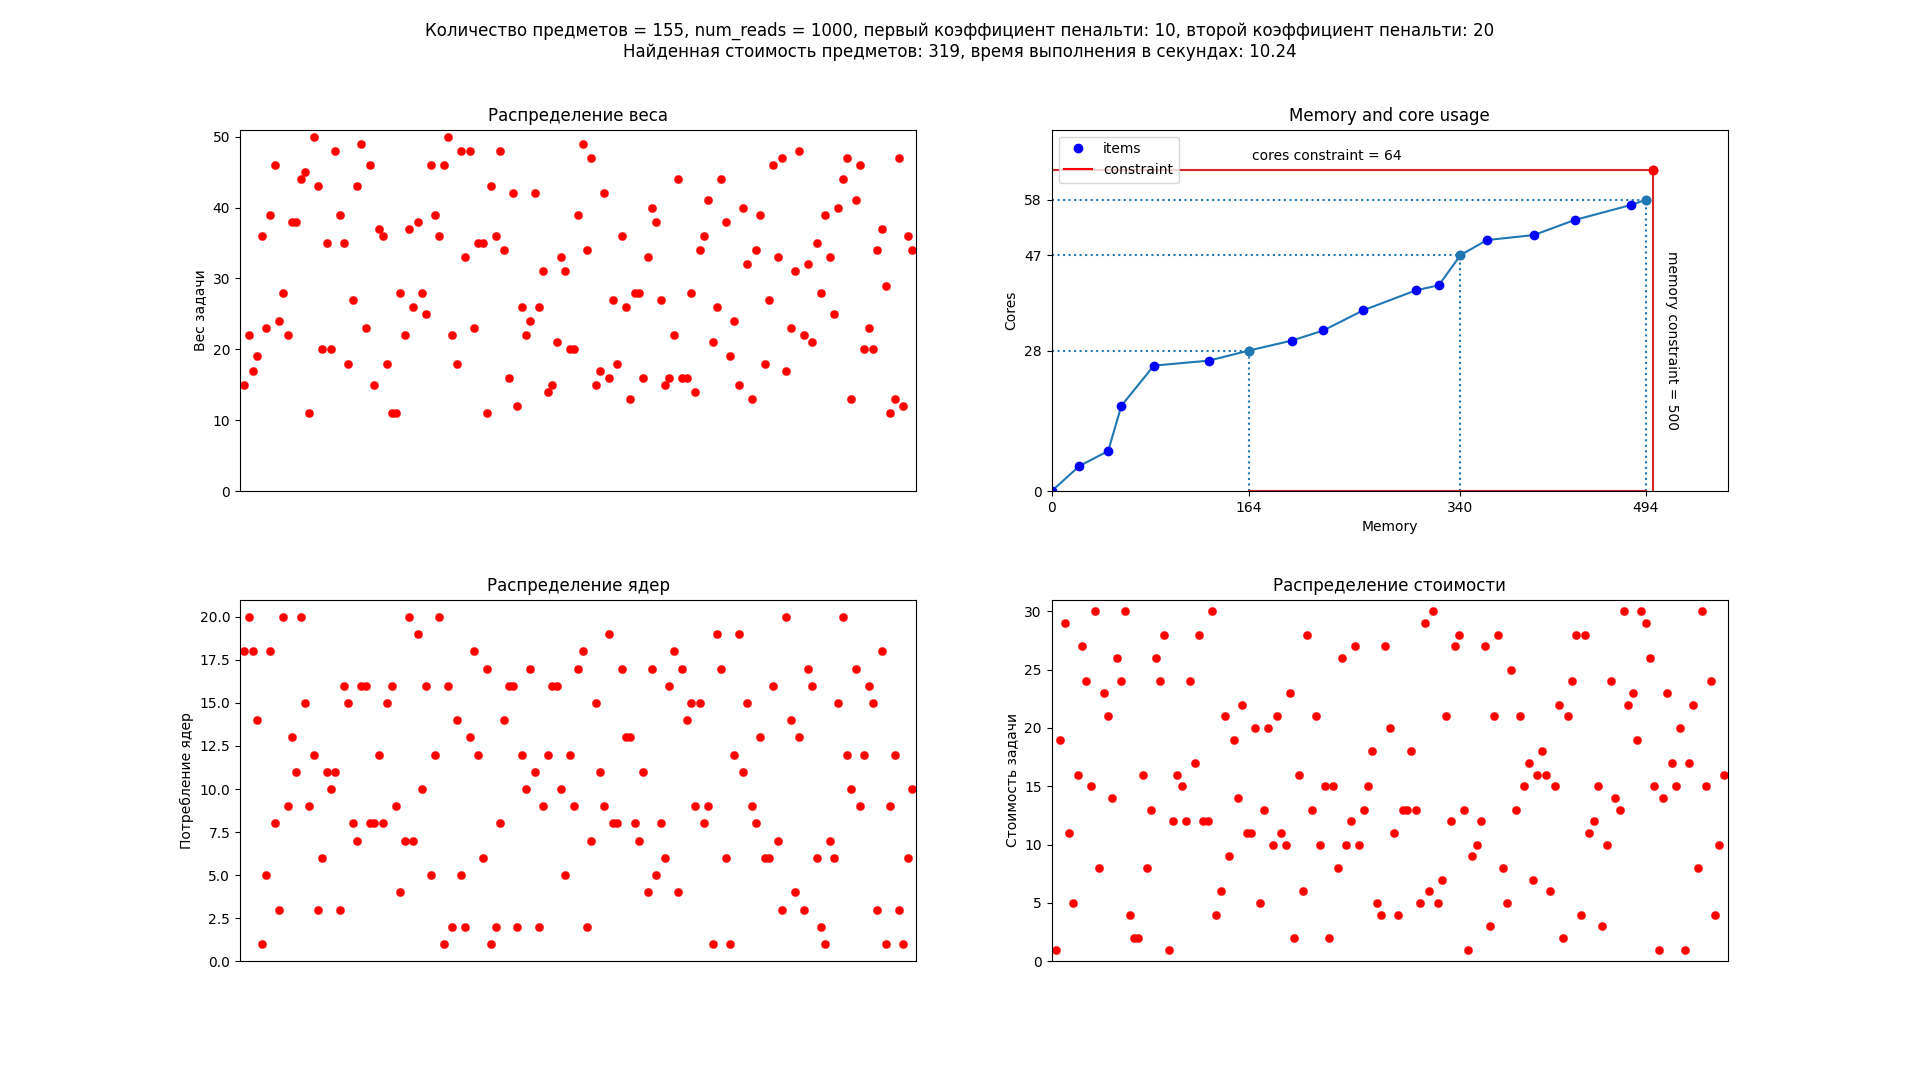 Количество предметов = 155, num_reads = 1000, первый коэффициент пенальти: 10, второй коэффициент пенальти: 20
Найденная стоимость предметов: 319, время выполнения в секундах: 10.24
Распределение веса
50
40
30
20
10
0
Вес задачи
Memory and core usage
items
constraint
cores constraint = 64
memory constraint = 500
58
47
28
0
Cores
0 164 340 494
Memory
Распределение ядер
20.0
17.5
15.0
12.5
10.0
7.5
5.0
2.5
0.0
Потребление ядер
Распределение стоимости
30
25
20
15
10
5
0
Стоимость задачи